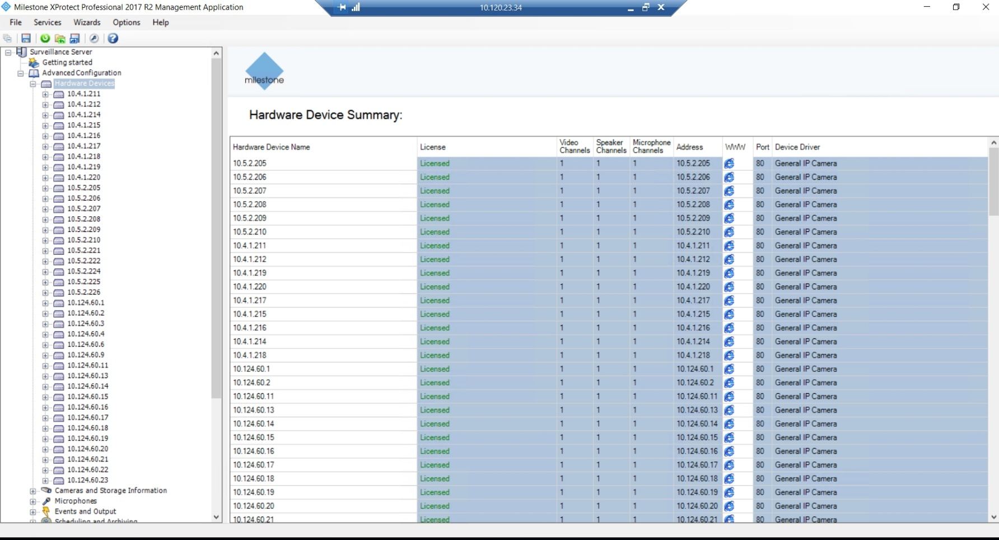 Milestone XProtect Professional 2017 R2 Management Application
10.120.23.34
File Services Wizards Options Help
Surveillance Server
Getting started
Advanced Configuration
Hardware Devices
10.4.1.211
10.4.1.212
10.4.1.214
10.4.1.215
10.4.1.216
10.4.1.217
10.4.1.218
10.4.1.219
10.4.1.220
10.5.2.205
10.5.2.206
10.5.2.207
10.5.2.208
10.5.2.209
10.5.2.210
10.5.2.221
10.5.2.222
10.5.2.224
10.5.2.225
10.5.2.226
10.124.60.1
10.124.60.2
10.124.60.3
10.124.60.4
10.124.60.6
10.124.60.9
10.124.60.11
10.124.60.13
10.124.60.14
10.124.60.15
10.124.60.16
10.124.60.17
10.124.60.18
10.124.60.19
10.124.60.20
10.124.60.21
10.124.60.22
10.124.60.23
Cameras and Storage Information
Microphones
Events and Output
Scheduling and Archiving
milestone
Hardware Device Summary:
Hardware Device Name License Video Channels Speaker Channels Microphone Channels Address WWW Port Device Driver
10.5.2.205 Licensed 1 1 1 10.5.2.205 80 General IP Camera
10.5.2.206 Licensed 1 1 1 10.5.2.206 80 General IP Camera
10.5.2.207 Licensed 1 1 1 10.5.2.207 80 General IP Camera
10.5.2.208 Licensed 1 1 1 10.5.2.208 80 General IP Camera
10.5.2.209 Licensed 1 1 1 10.5.2.209 80 General IP Camera
10.5.2.210 Licensed 1 1 1 10.5.2.210 80 General IP Camera
10.4.1.211 Licensed 1 1 1 10.4.1.211 80 General IP Camera
10.4.1.212 Licensed 1 1 1 10.4.1.212 80 General IP Camera
10.4.1.219 Licensed 1 1 1 10.4.1.219 80 General IP Camera
10.4.1.220 Licensed 1 1 1 10.4.1.220 80 General IP Camera
10.4.1.217 Licensed 1 1 1 10.4.1.217 80 General IP Camera
10.4.1.215 Licensed 1 1 1 10.4.1.215 80 General IP Camera
10.4.1.216 Licensed 1 1 1 10.4.1.216 80 General IP Camera
10.4.1.214 Licensed 1 1 1 10.4.1.214 80 General IP Camera
10.4.1.218 Licensed 1 1 1 10.4.1.218 80 General IP Camera
10.124.60.1 Licensed 1 1 1 10.124.60.1 80 General IP Camera
10.124.60.2 Licensed 1 1 1 10.124.60.2 80 General IP Camera
10.124.60.11 Licensed 1 1 1 10.124.60.11 80 General IP Camera
10.124.60.13 Licensed 1 1 1 10.124.60.13 80 General IP Camera
10.124.60.14 Licensed 1 1 1 10.124.60.14 80 General IP Camera
10.124.60.15 Licensed 1 1 1 10.124.60.15 80 General IP Camera
10.124.60.16 Licensed 1 1 1 10.124.60.16 80 General IP Camera
10.124.60.17 Licensed 1 1 1 10.124.60.17 80 General IP Camera
10.124.60.18 Licensed 1 1 1 10.124.60.18 80 General IP Camera
10.124.60.19 Licensed 1 1 1 10.124.60.19 80 General IP Camera
10.124.60.20 Licensed 1 1 1 10.124.60.20 80 General IP Camera
10.124.60.21 Licensed 1 1 1 10.124.60.21 80 General IP Camera